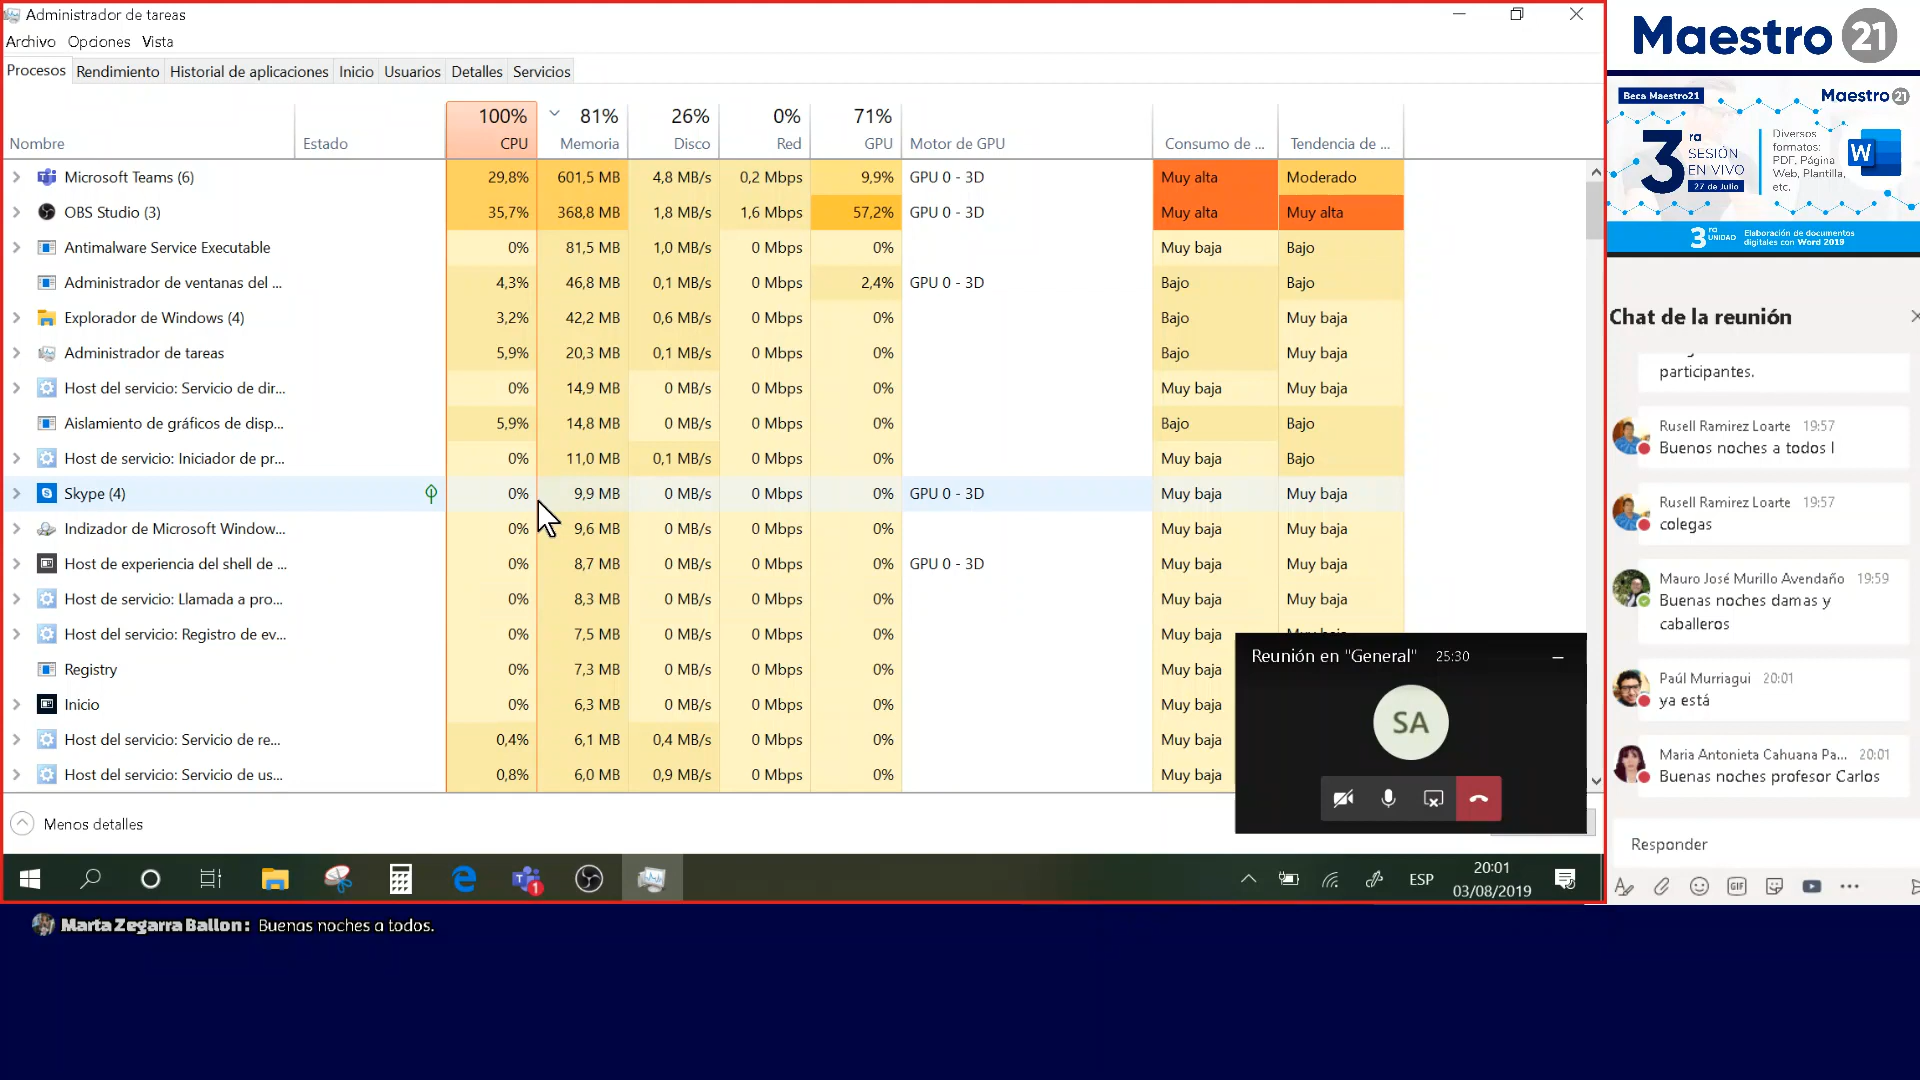 Administrador de tareas
Archivo Opciones Vista
Procesos Rendimiento Historial de aplicaciones Inicio Usuarios Detalles Servicios
100% 81% 26% 0% 71%
Nombre Estado CPU Memoria Disco Red GPU Motor de GPU Consumo de ... Tendencia de ...
Microsoft Teams (6) 29,8% 601,5 MB 4,8 MB/s 0,2 Mbps 9,9% GPU 0 - 3D Muy alta Moderado
OBS Studio (3) 35,7% 368,8 MB 1,8 MB/s 1,6 Mbps 57,2% GPU 0 - 3D Muy alta Muy alta
Antimalware Service Executable 0% 81,5 MB 1,0 MB/s 0 Mbps 0% Muy baja Bajo
Administrador de ventanas del ... 4,3% 46,8 MB 0,1 MB/s 0 Mbps 2,4% GPU 0 - 3D Bajo Bajo
Explorador de Windows (4) 3,2% 42,2 MB 0,6 MB/s 0 Mbps 0% Bajo Muy baja
Administrador de tareas 5,9% 20,3 MB 0,1 MB/s 0 Mbps 0% Bajo Muy baja
Host del servicio: Servicio de dir... 0% 14,9 MB 0 MB/s 0 Mbps 0% Muy baja Muy baja
Aislamiento de gráficos de disp... 5,9% 14,8 MB 0 MB/s 0 Mbps 0% Bajo Bajo
Host de servicio: Iniciador de pr... 0% 11,0 MB 0,1 MB/s 0 Mbps 0% Muy baja Bajo
Skype (4) 0% 9,9 MB 0 MB/s 0 Mbps 0% GPU 0 - 3D Muy baja Muy baja
Indizador de Microsoft Window... 0% 9,6 MB 0 MB/s 0 Mbps 0% Muy baja Muy baja
Host de experiencia del shell de ... 0% 8,7 MB 0 MB/s 0 Mbps 0% GPU 0 - 3D Muy baja Muy baja
Host de servicio: Llamada a pro... 0% 8,3 MB 0 MB/s 0 Mbps 0% Muy baja Muy baja
Host del servicio: Registro de ev... 0% 7,5 MB 0 MB/s 0 Mbps 0% Muy baja
Registry 0% 7,3 MB 0 MB/s 0 Mbps 0% Muy baja
Inicio 0% 6,3 MB 0 MB/s 0 Mbps 0% Muy baja
Host del servicio: Servicio de re... 0,4% 6,1 MB 0,4 MB/s 0 Mbps 0% Muy baja
Host del servicio: Servicio de us... 0,8% 6,0 MB 0,9 MB/s 0 Mbps 0% Muy baja
Menos detalles
Reunión en "General" 25:30
SA
1
ESP
20:01
03/08/2019
Maestro 21
Beca Maestro21
Maestro 21
3 ra
SESIÓN
EN VIVO
27 de Julio
Diversos
formatos:
PDF, Página
Web, Plantilla,
etc.
W
3 ra UNIDAD
Elaboración de documentos
digitales con Word 2019
Chat de la reunión
participantes.
Rusell Ramirez Loarte 19:57
Buenos noches a todos l
Rusell Ramirez Loarte 19:57
colegas
Mauro José Murillo Avendaño 19:59
Buenas noches damas y
caballeros
Paúl Murriagui 20:01
ya está
Maria Antonieta Cahuana Pa... 20:01
Buenas noches profesor Carlos
Responder
GIF
Marta Zegarra Ballon: Buenas noches a todos.